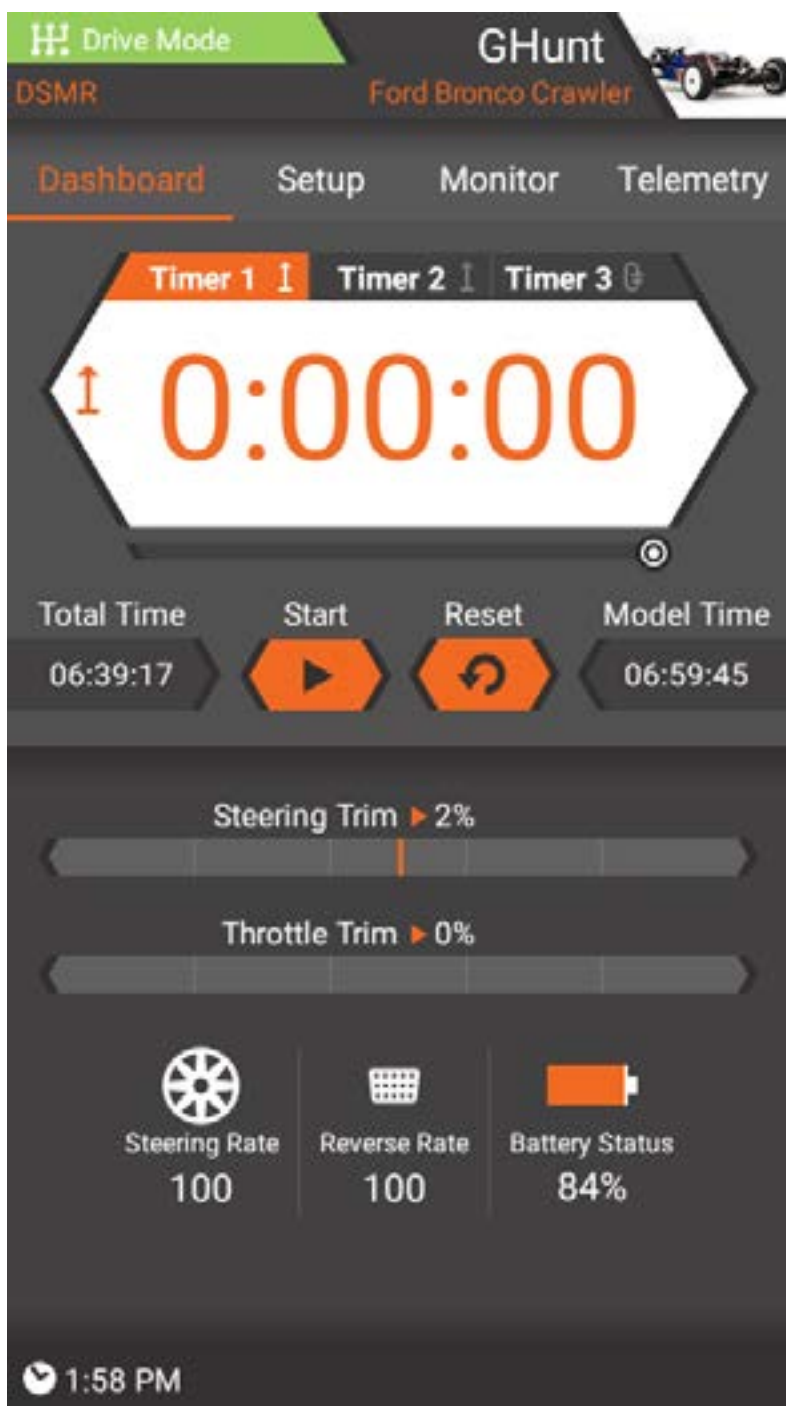 Drive Mode
GHunt
DSMR
Ford Bronco Crawler
Dashboard Setup Monitor Telemetry
Timer 1 Timer 2 Timer 3
0:00:00
Total Time Start Reset Model Time
06:39:17 06:59:45
Steering Trim 2%
Throttle Trim 0%
Steering Rate Reverse Rate Battery Status
100 100 84%
1:58 PM